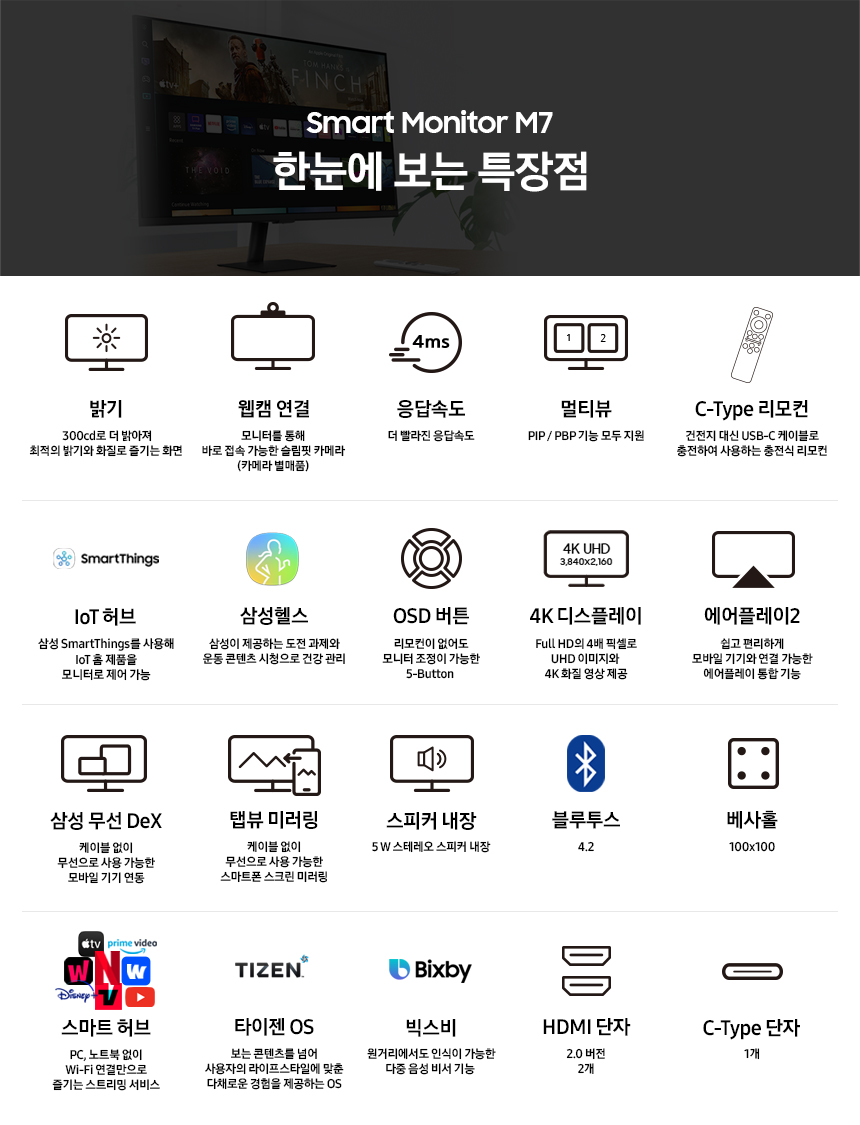 TOM HANKS
FINCH
tv+
THE VOID
Smart Monitor M7
한눈에 보는 특장점
4ms
1
2
밝기
300cd로 더 밝아져
최적의 밝기와 화질로 즐기는 화면
웹캠 연결
모니터를 통해
바로 접속 가능한 슬림핏 카메라
(카메라 별매품)
응답속도
더 빨라진 응답속도
멀티뷰
PIP / PBP 기능 모두 지원
C-Type 리모컨
건전지 대신 USB-C 케이블로
충전하여 사용하는 충전식 리모컨
SmartThings
4K UHD
3,840x2,160
IoT 허브
삼성 SmartThings를 사용해
IoT 홈 제품을
모니터로 제어 가능
삼성헬스
삼성이 제공하는 도전 과제와
운동 콘텐츠 시청으로 건강 관리
OSD 버튼
리모컨이 없어도
모니터 조정이 가능한
5-Button
4K 디스플레이
Full HD의 4배 픽셀로
UHD 이미지와
4K 화질 영상 제공
에어플레이2
쉽고 편리하게
모바일 기기와 연결 가능한
에어플레이 통합 기능
삼성 무선 DeX
케이블 없이
무선으로 사용 가능한
모바일 기기 연동
탭뷰 미러링
케이블 없이
무선으로 사용 가능한
스마트폰 스크린 미러링
스피커 내장
5 W 스테레오 스피커 내장
블루투스
4.2
베사홀
100x100
tv
prime video
W
N
W
Disney+
TV
TIZEN
Bixby
스마트 허브
PC, 노트북 없이
Wi-Fi 연결만으로
즐기는 스트리밍 서비스
타이젠 OS
보는 콘텐츠를 넘어
사용자의 라이프스타일에 맞춘
다채로운 경험을 제공하는 OS
빅스비
원거리에서도 인식이 가능한
다중 음성 비서 기능
HDMI 단자
2.0 버전
2개
C-Type 단자
1개